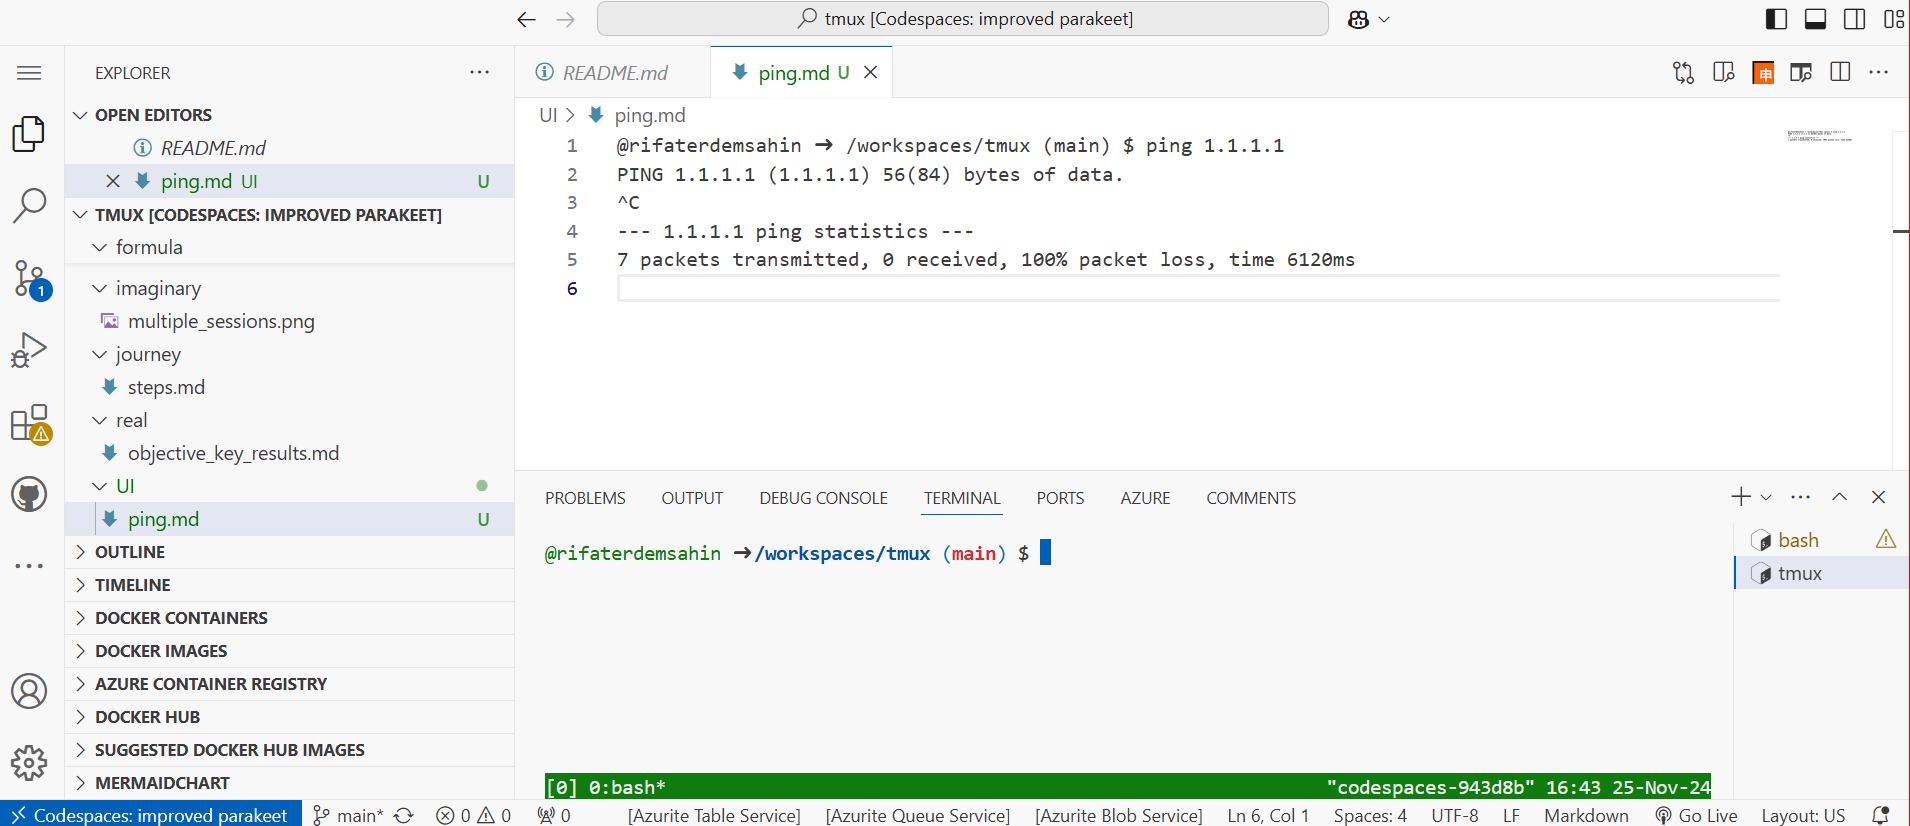 tmux [Codespaces: improved parakeet]
EXPLORER
OPEN EDITORS
README.md
ping.md UI U
TMUX [CODESPACES: IMPROVED PARAKEET]
formula
imaginary
multiple_sessions.png
journey
steps.md
real
objective_key_results.md
UI
ping.md U
OUTLINE
TIMELINE
DOCKER CONTAINERS
DOCKER IMAGES
AZURE CONTAINER REGISTRY
DOCKER HUB
SUGGESTED DOCKER HUB IMAGES
MERMAIDCHART
1
README.md
ping.md U
申
UI > ping.md
1 @rifaterdemsahin ➜ /workspaces/tmux (main) $ ping 1.1.1.1
2 PING 1.1.1.1 (1.1.1.1) 56(84) bytes of data.
3 ^C
4 --- 1.1.1.1 ping statistics ---
5 7 packets transmitted, 0 received, 100% packet loss, time 6120ms
6
PROBLEMS OUTPUT DEBUG CONSOLE TERMINAL PORTS AZURE COMMENTS
@rifaterdemsahin ➜/workspaces/tmux (main) $
bash
tmux
[0] 0:bash* "codespaces-943d8b" 16:43 25-Nov-24
Codespaces: improved parakeet main* 0 0 0 [Azurite Table Service] [Azurite Queue Service] [Azurite Blob Service] Ln 6, Col 1 Spaces: 4 UTF-8 LF Markdown Go Live Layout: US